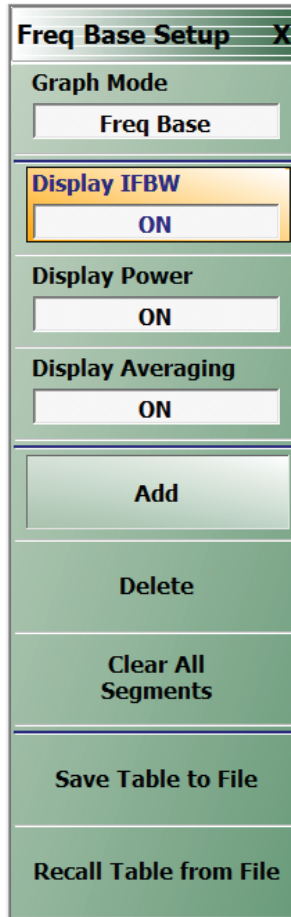 Freq Base Setup X
Graph Mode
Freq Base
Display IFBW
ON
Display Power
ON
Display Averaging
ON
Add
Delete
Clear All
Segments
Save Table to File
Recall Table from File